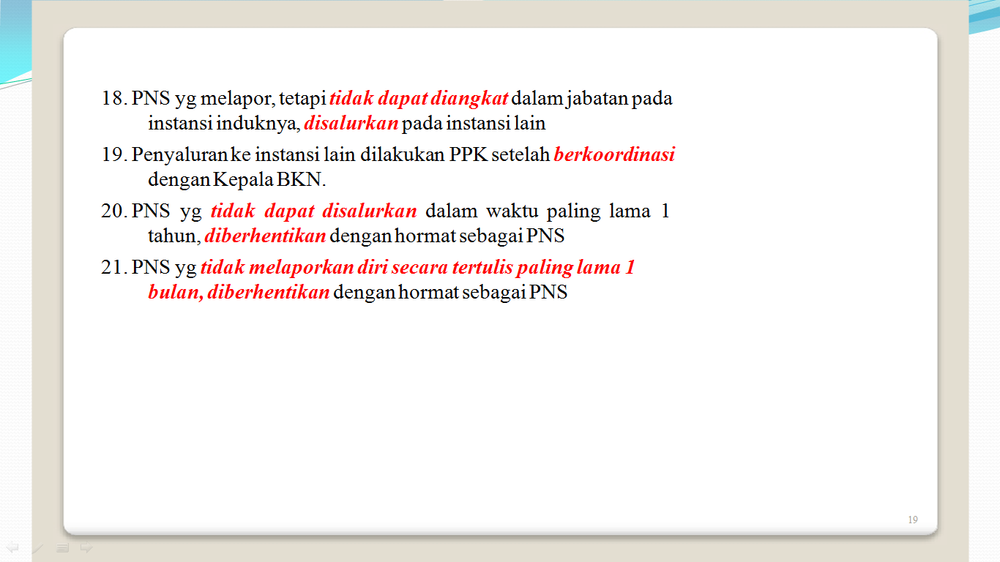 18. PNS yg melapor, tetapi tidak dapat diangkat dalam jabatan pada
instansi induknya, disalurkan pada instansi lain
19. Penyaluran ke instansi lain dilakukan PPK setelah berkoordinasi
dengan Kepala BKN.
20. PNS yg tidak dapat disalurkan dalam waktu paling lama 1
tahun, diberhentikan dengan hormat sebagai PNS
21. PNS yg tidak melaporkan diri secara tertulis paling lama 1
bulan, diberhentikan dengan hormat sebagai PNS
19